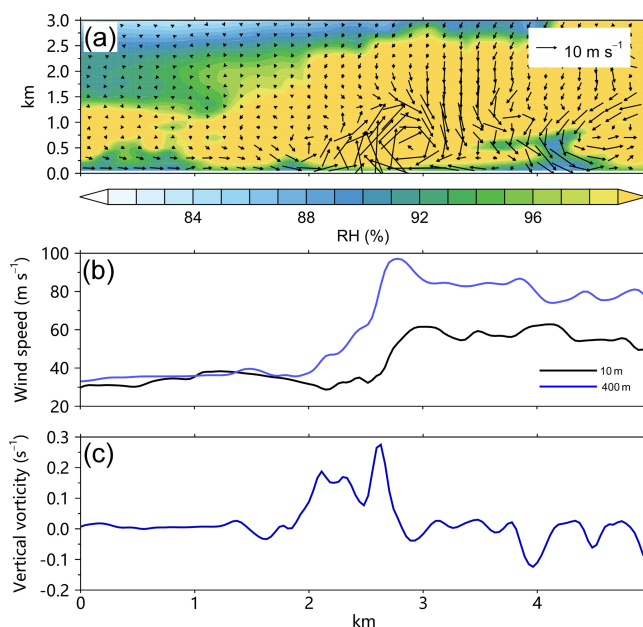 (a)
10 m s⁻¹
km
3.0
2.5
2.0
1.5
1.0
0.5
0.0
84 88 92 96
RH (%)
(b)
Wind speed (m s⁻¹)
100
80
60
40
20
10 m
400 m
(c)
Vertical vorticity (s⁻¹)
0.3
0.2
0.1
0.0
-0.1
-0.2
0 1 2 3 4
km